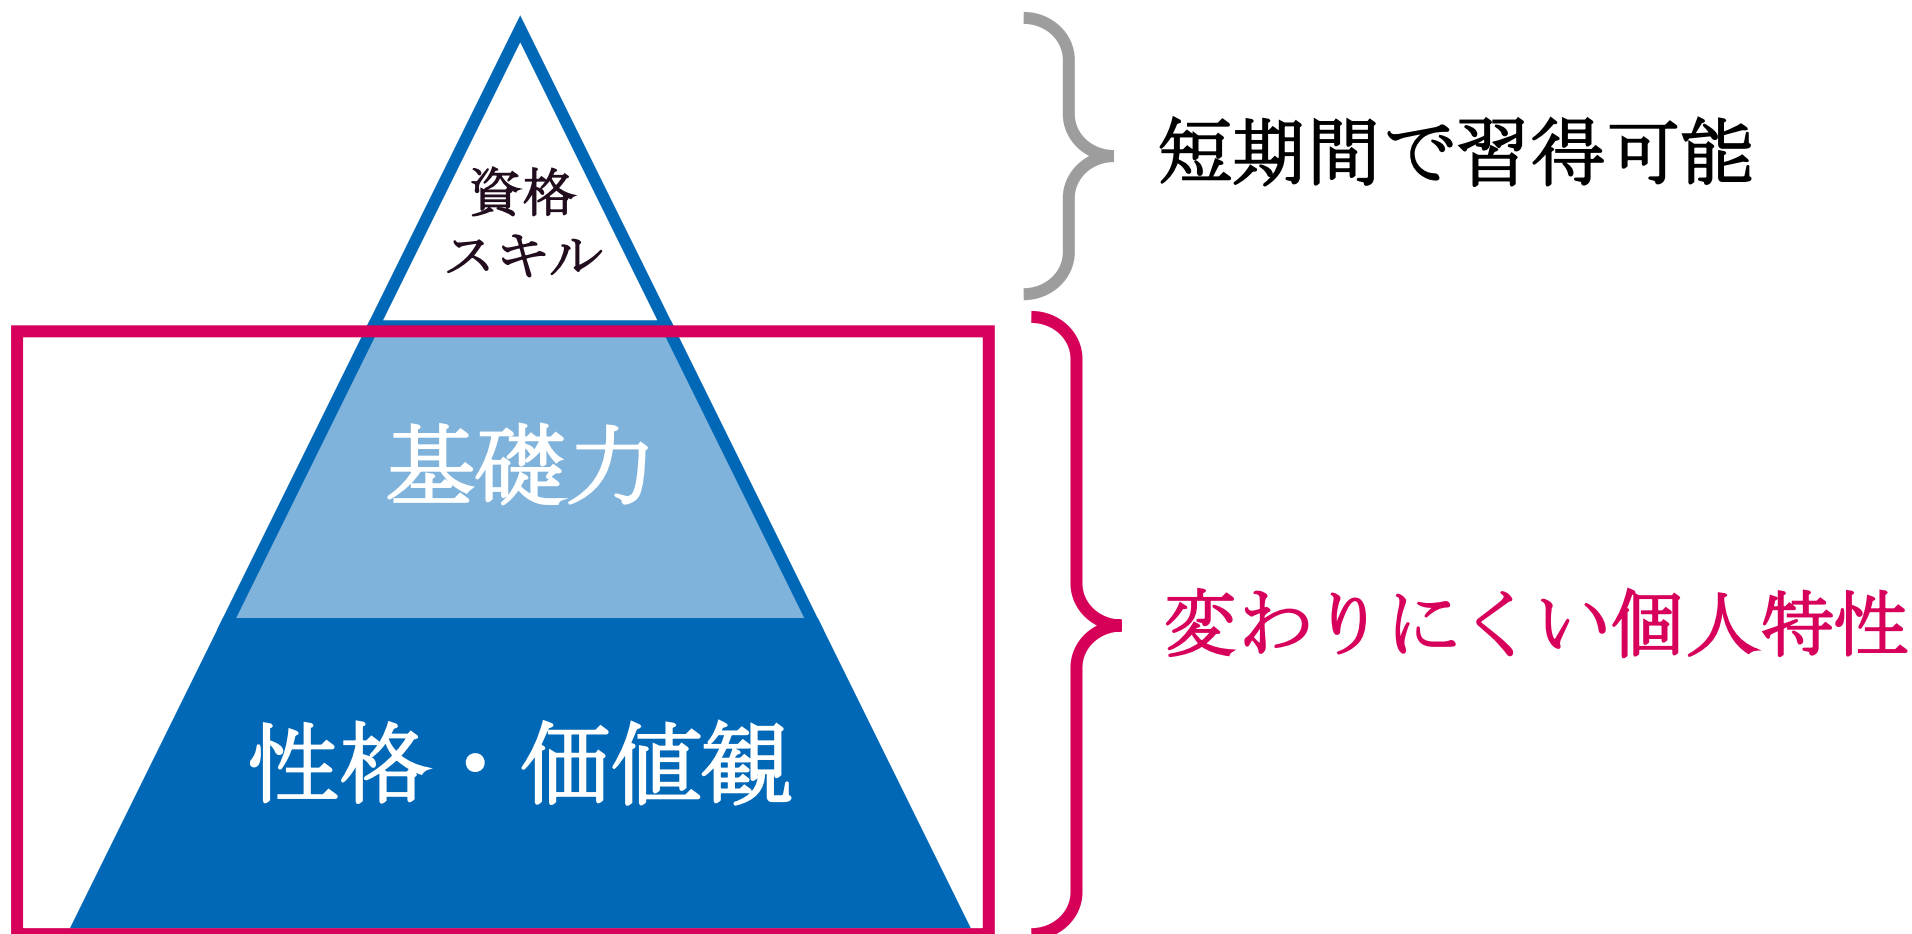 資格
スキル
短期間で習得可能
基礎力
変わりにくい個人特性
性格・価値観